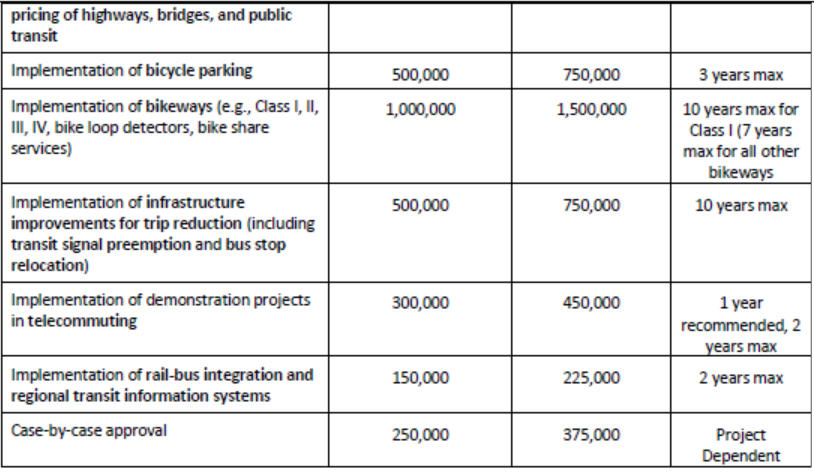 pricing of highways, bridges, and public
transit
Implementation of bicycle parking
500,000
750,000
3 years max
Implementation of bikeways (e.g., Class I, II,
III, IV, bike loop detectors, bike share
services)
1,000,000
1,500,000
10 years max for
Class I (7 years
max for all other
bikeways
Implementation of infrastructure
improvements for trip reduction (including
transit signal preemption and bus stop
relocation)
500,000
750,000
10 years max
Implementation of demonstration projects
in telecommuting
300,000
450,000
1 year
recommended, 2
years max
Implementation of rail-bus integration and
regional transit information systems
150,000
225,000
2 years max
Case-by-case approval
250,000
375,000
Project
Dependent